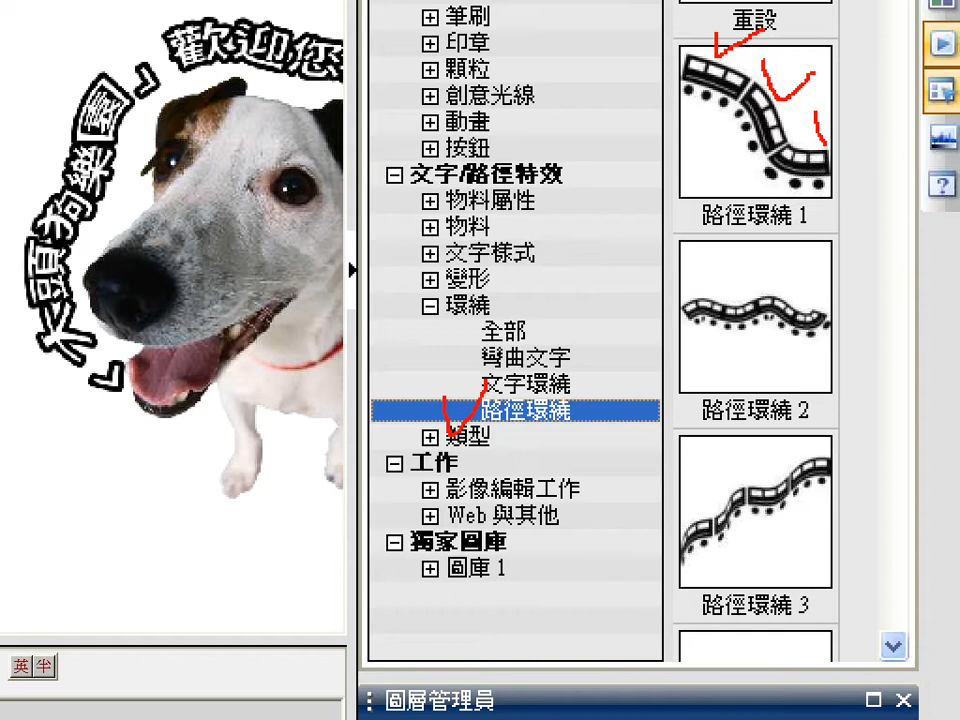 歡迎您
大頭狗樂園」
「
筆刷
印章
顆粒
創意光線
動畫
按鈕
文字/路徑特效
物料屬性
物料
文字樣式
變形
環繞
全部
彎曲文字
文字環繞
路徑環繞
類型
工作
影像編輯工作
Web 與其他
獨家圖庫
圖庫 1
重設
路徑環繞 1
路徑環繞 2
路徑環繞 3
英 半
圖層管理員